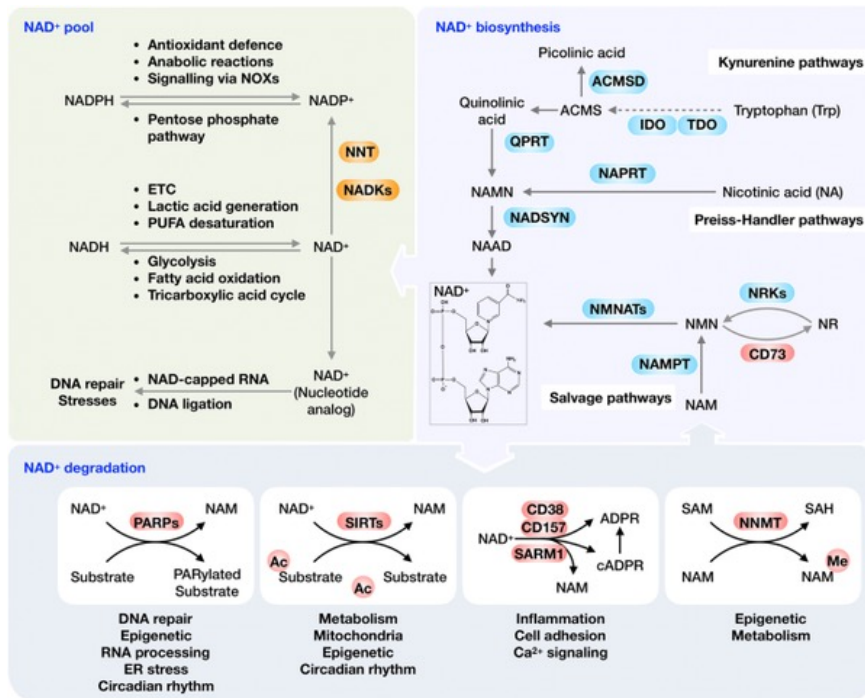 NAD⁺ pool
• Antioxidant defence
• Anabolic reactions
• Signalling via NOXs
NADPH
NADP⁺
• Pentose phosphate
pathway
NNT
NADKs
• ETC
• Lactic acid generation
• PUFA desaturation
NADH
NAD⁺
• Glycolysis
• Fatty acid oxidation
• Tricarboxylic acid cycle
DNA repair
Stresses
• NAD-capped RNA
• DNA ligation
NAD⁺
(Nucleotide
analog)
NAD⁺ biosynthesis
Picolinic acid
Kynurenine pathways
ACMSD
Quinolinic
acid
ACMS
Tryptophan (Trp)
IDO
TDO
QPRT
NAPRT
NAMN
Nicotinic acid (NA)
NADSYN
Preiss-Handler pathways
NAAD
NAD⁺
NMNATs
NRKs
NMN
NR
CD73
NAMPT
Salvage pathways
NAM
NAD⁺ degradation
NAD⁺
PARPs
NAM
Substrate
PARylated
Substrate
DNA repair
Epigenetic
RNA processing
ER stress
Circadian rhythm
NAD⁺
SIRTs
NAM
Ac
Substrate
Ac
Substrate
Metabolism
Mitochondria
Epigenetic
Circadian rhythm
CD38
CD157
SARM1
NAD⁺
ADPR
cADPR
NAM
Inflammation
Cell adhesion
Ca²⁺ signaling
SAM
NNMT
SAH
NAM
NAM
Me
Epigenetic
Metabolism